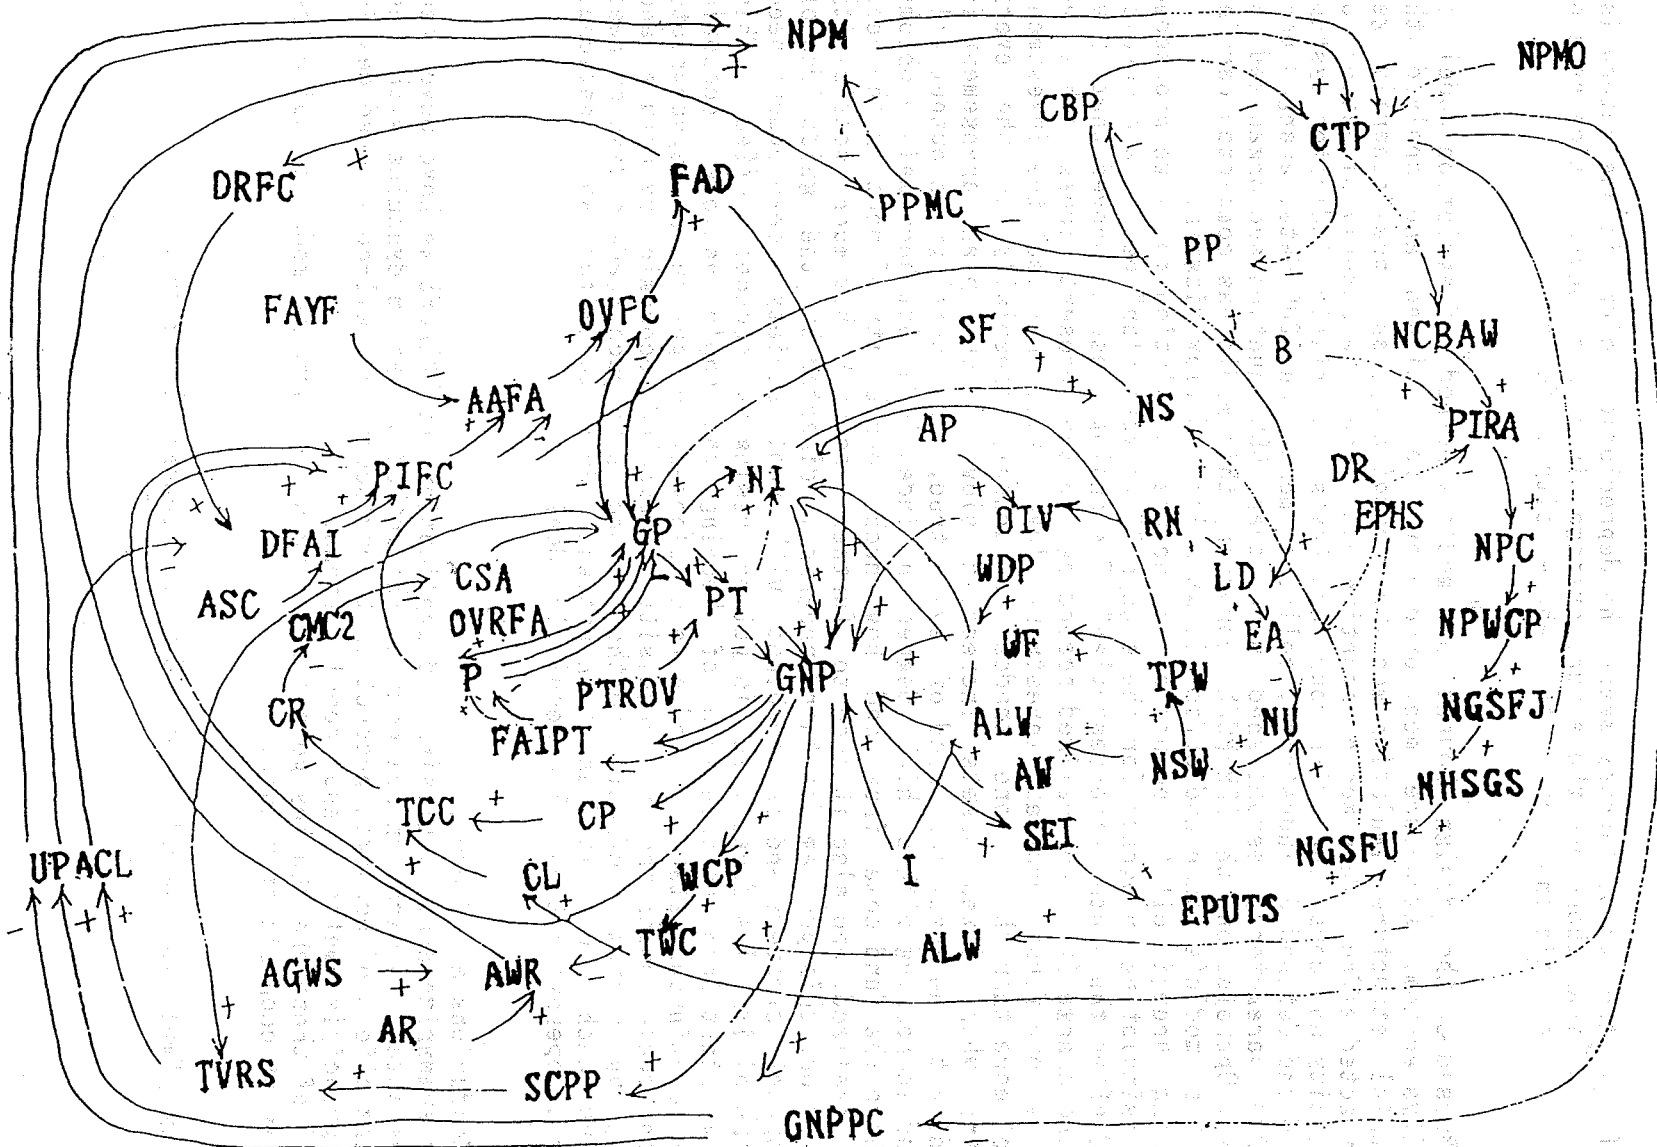 NPM
NPMO
CBP
CTP
DRFC
FAD
PPMC
PP
FAYF
OVFC
SF
B
NCBAW
AAFA
AP
NS
PIRA
PIFC
NI
DR
GP
OIV
RN
EPHS
NPC
DFAI
CSA
WDP
LD
ASC
CMC2
OVRFA
PT
WF
EA
NPWCP
P
PTROV
GNP
TPW
CR
FAIPT
ALW
NU
NGSFJ
AW
NSW
NHSGS
TCC
CP
SEI
NGSFU
UPACL
CL
WCP
I
EPUTS
TWC
ALW
AGWS
AWR
AR
TVRS
SCPP
GNPPC